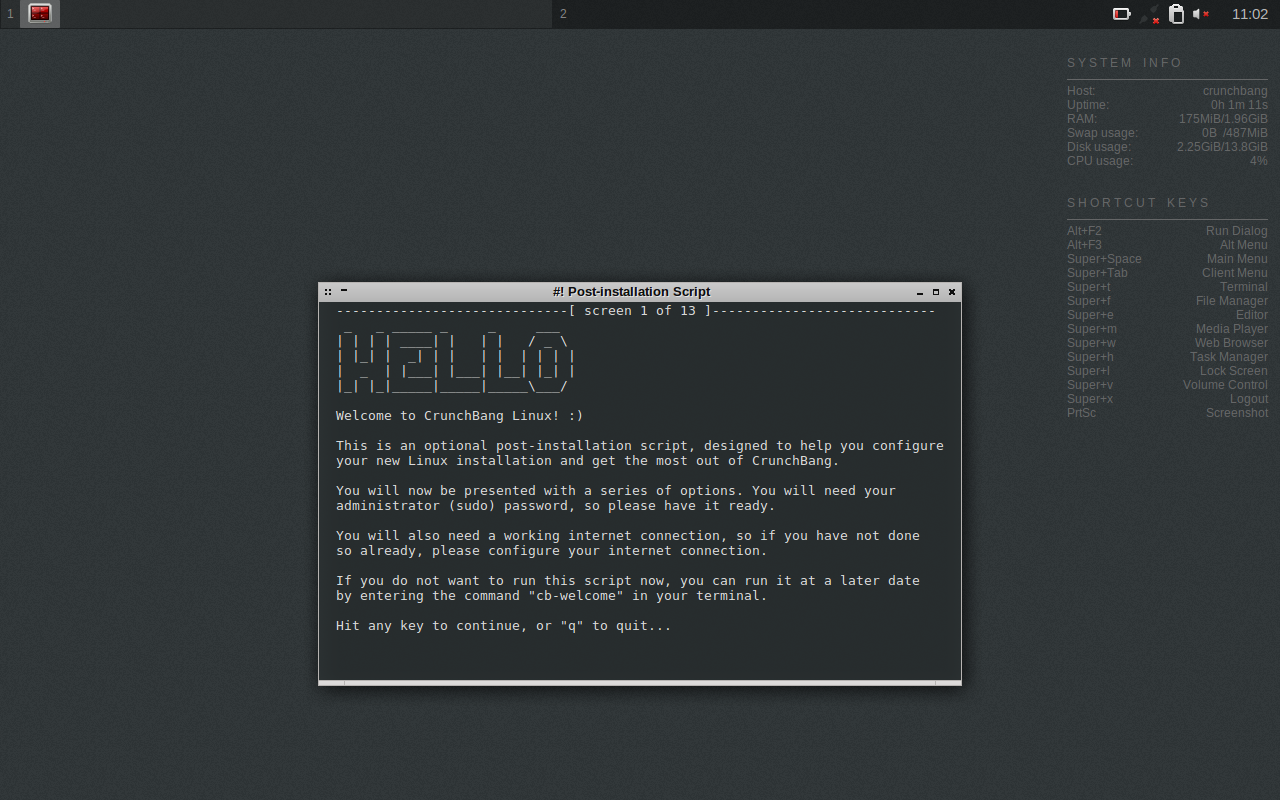 1
2
11:02
SYSTEM INFO
Host: crunchbang
Uptime: 0h 1m 11s
RAM: 175MiB/1.96GiB
Swap usage: 0B /487MiB
Disk usage: 2.25GiB/13.8GiB
CPU usage: 4%
SHORTCUT KEYS
Alt+F2 Run Dialog
Alt+F3 Alt Menu
Super+Space Main Menu
Super+Tab Client Menu
Super+t Terminal
Super+f File Manager
Super+e Editor
Super+m Media Player
Super+w Web Browser
Super+h Task Manager
Super+l Lock Screen
Super+v Volume Control
Super+x Logout
PrtSc Screenshot
#! Post-installation Script
-----------------------------[ screen 1 of 13 ]----------------------------
HELLO
Welcome to CrunchBang Linux! :)
This is an optional post-installation script, designed to help you configure
your new Linux installation and get the most out of CrunchBang.
You will now be presented with a series of options. You will need your
administrator (sudo) password, so please have it ready.
You will also need a working internet connection, so if you have not done
so already, please configure your internet connection.
If you do not want to run this script now, you can run it at a later date
by entering the command "cb-welcome" in your terminal.
Hit any key to continue, or "q" to quit...